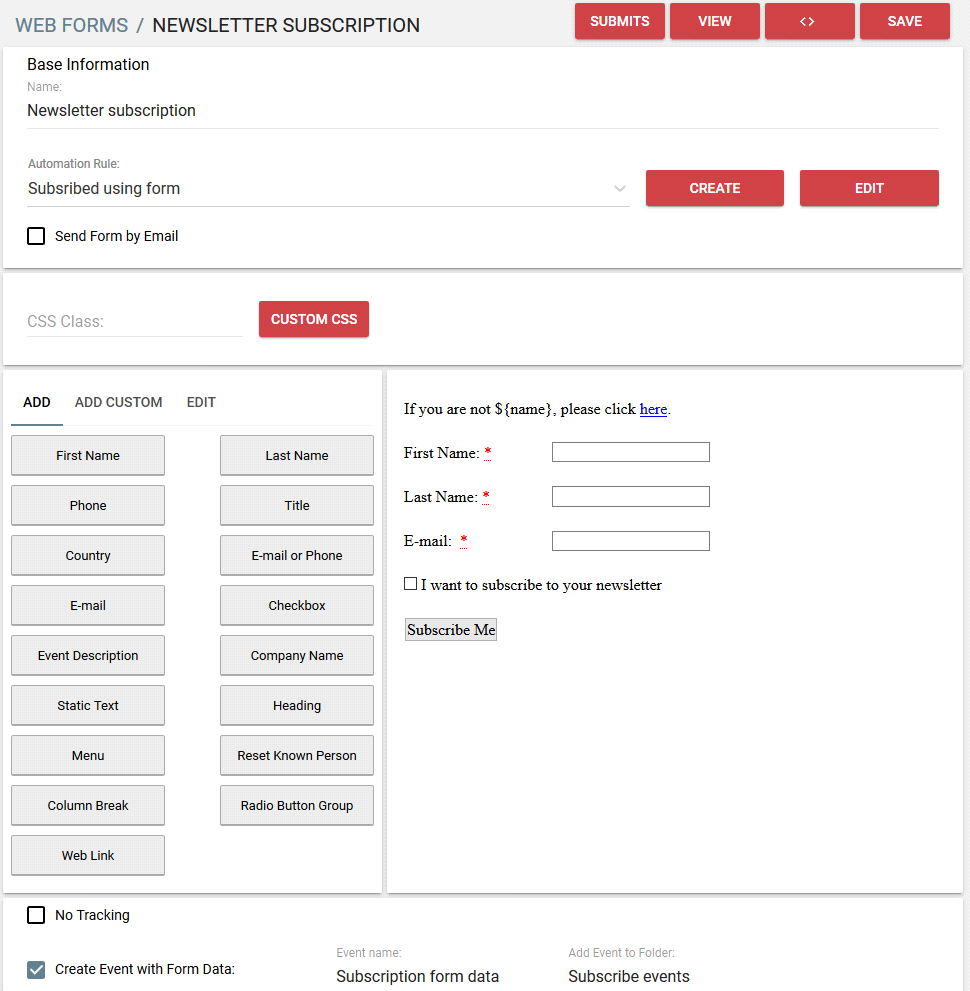 WEB FORMS / NEWSLETTER SUBSCRIPTION
SUBMITS VIEW <> SAVE
Base Information
Name:
Newsletter subscription
Automation Rule:
Subsribed using form
CREATE EDIT
Send Form by Email
CSS Class:
CUSTOM CSS
ADD ADD CUSTOM EDIT
First Name Last Name
Phone Title
Country E-mail or Phone
E-mail Checkbox
Event Description Company Name
Static Text Heading
Menu Reset Known Person
Column Break Radio Button Group
Web Link
If you are not ${name}, please click here.
First Name: *
Last Name: *
E-mail: *
I want to subscribe to your newsletter
Subscribe Me
No Tracking
Create Event with Form Data:
Event name:
Subscription form data
Add Event to Folder:
Subscribe events